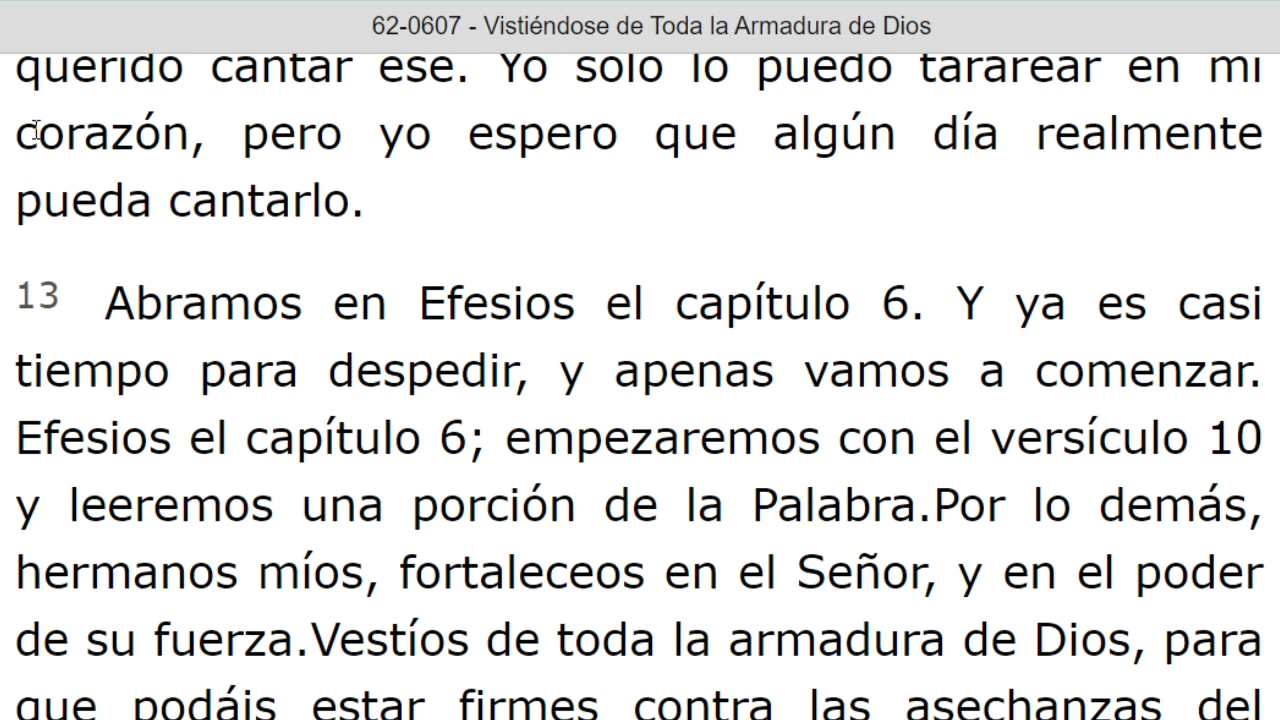 62-0607 - Vistiéndose de Toda la Armadura de Dios
querido cantar ese. Yo solo lo puedo tararear en mi
corazón, pero yo espero que algún día realmente
pueda cantarlo.
13 Abramos en Efesios el capítulo 6. Y ya es casi
tiempo para despedir, y apenas vamos a comenzar.
Efesios el capítulo 6; empezaremos con el versículo 10
y leeremos una porción de la Palabra.Por lo demás,
hermanos míos, fortaleceos en el Señor, y en el poder
de su fuerza.Vestíos de toda la armadura de Dios, para
que podáis estar firmes contra las asechanzas del